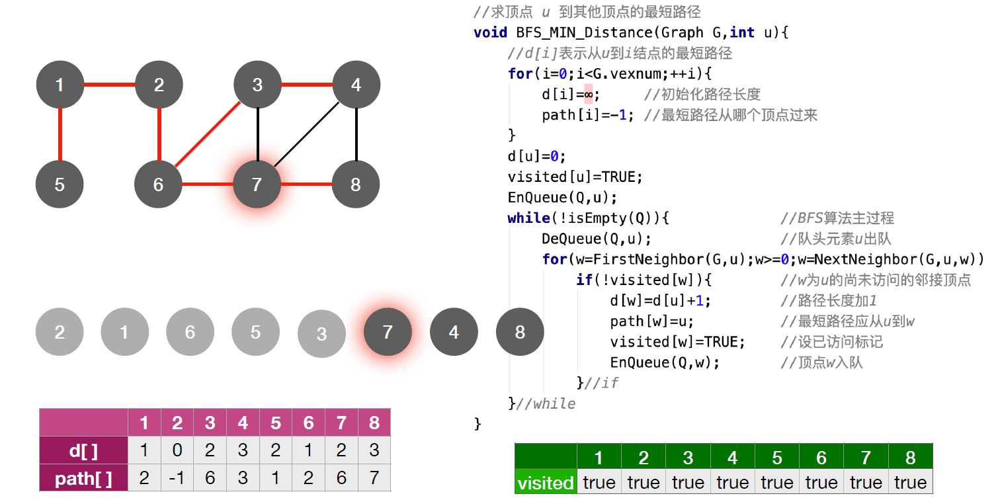 1 2 3 4
5 6 7 8
2 1 6 5 3 7 4 8
1 2 3 4 5 6 7 8
d[ ] 1 0 2 3 2 1 2 3
path[ ] 2 -1 6 3 1 2 6 7
//求顶点 u 到其他顶点的最短路径
void BFS_MIN_Distance(Graph G,int u){
//d[i]表示从u到i结点的最短路径
for(i=0;i<G.vexnum;++i){
d[i]=∞; //初始化路径长度
path[i]=-1; //最短路径从哪个顶点过来
}
d[u]=0;
visited[u]=TRUE;
EnQueue(Q,u);
while(!isEmpty(Q)){ //BFS算法主过程
DeQueue(Q,u); //队头元素u出队
for(w=FirstNeighbor(G,u);w>=0;w=NextNeighbor(G,u,w))
if(!visited[w]){ //w为u的尚未访问的邻接顶点
d[w]=d[u]+1; //路径长度加1
path[w]=u; //最短路径应从u到w
visited[w]=TRUE; //设已访问标记
EnQueue(Q,w); //顶点w入队
}//if
}//while
}
1 2 3 4 5 6 7 8
visited true true true true true true true true